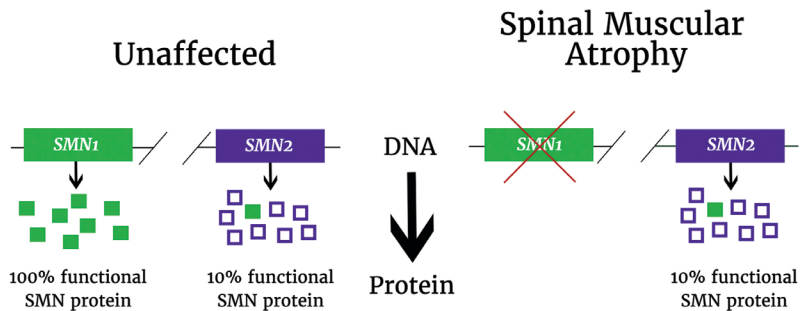 Unaffected
Spinal Muscular
Atrophy
SMN1
SMN2
DNA
SMN1
SMN2
100% functional
SMN protein
10% functional
SMN protein
Protein
10% functional
SMN protein